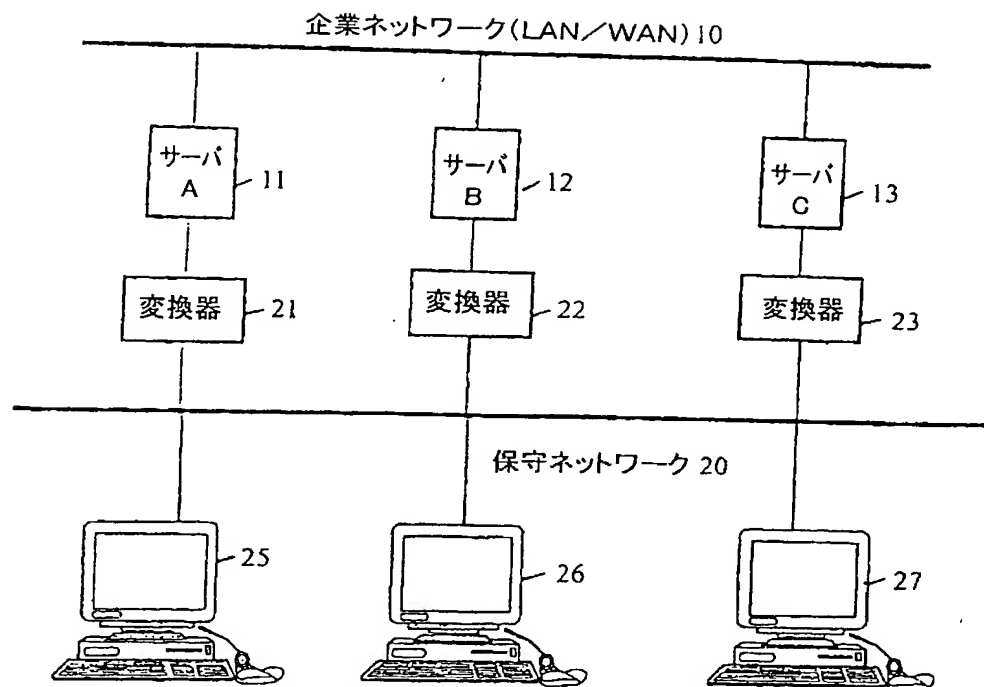 企業ネットワーク(LAN/WAN)10
サーバ
A
11
サーバ
B
12
サーバ
C
13
変換器
21
変換器
22
変換器
23
保守ネットワーク 20
25
26
27